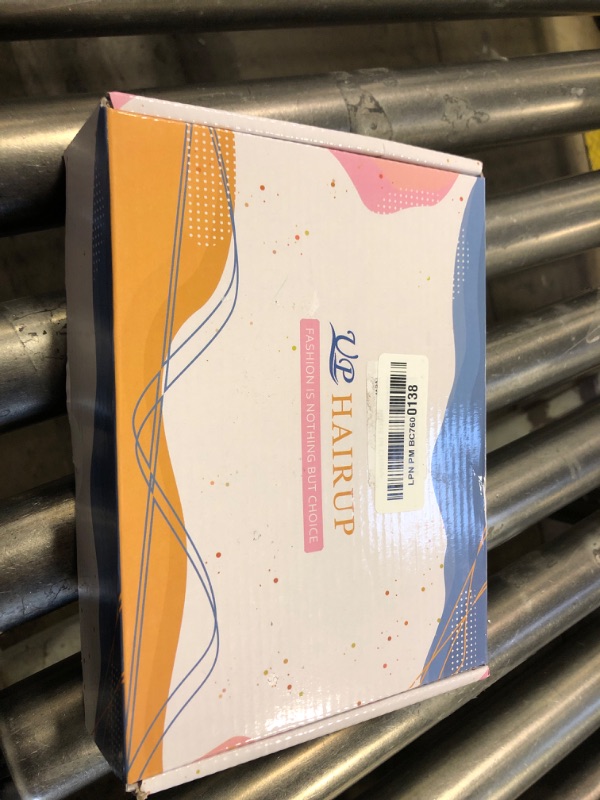 UP HAIRUP
FASHION IS NOTHING BUT CHOICE
LPN PM BC7600138